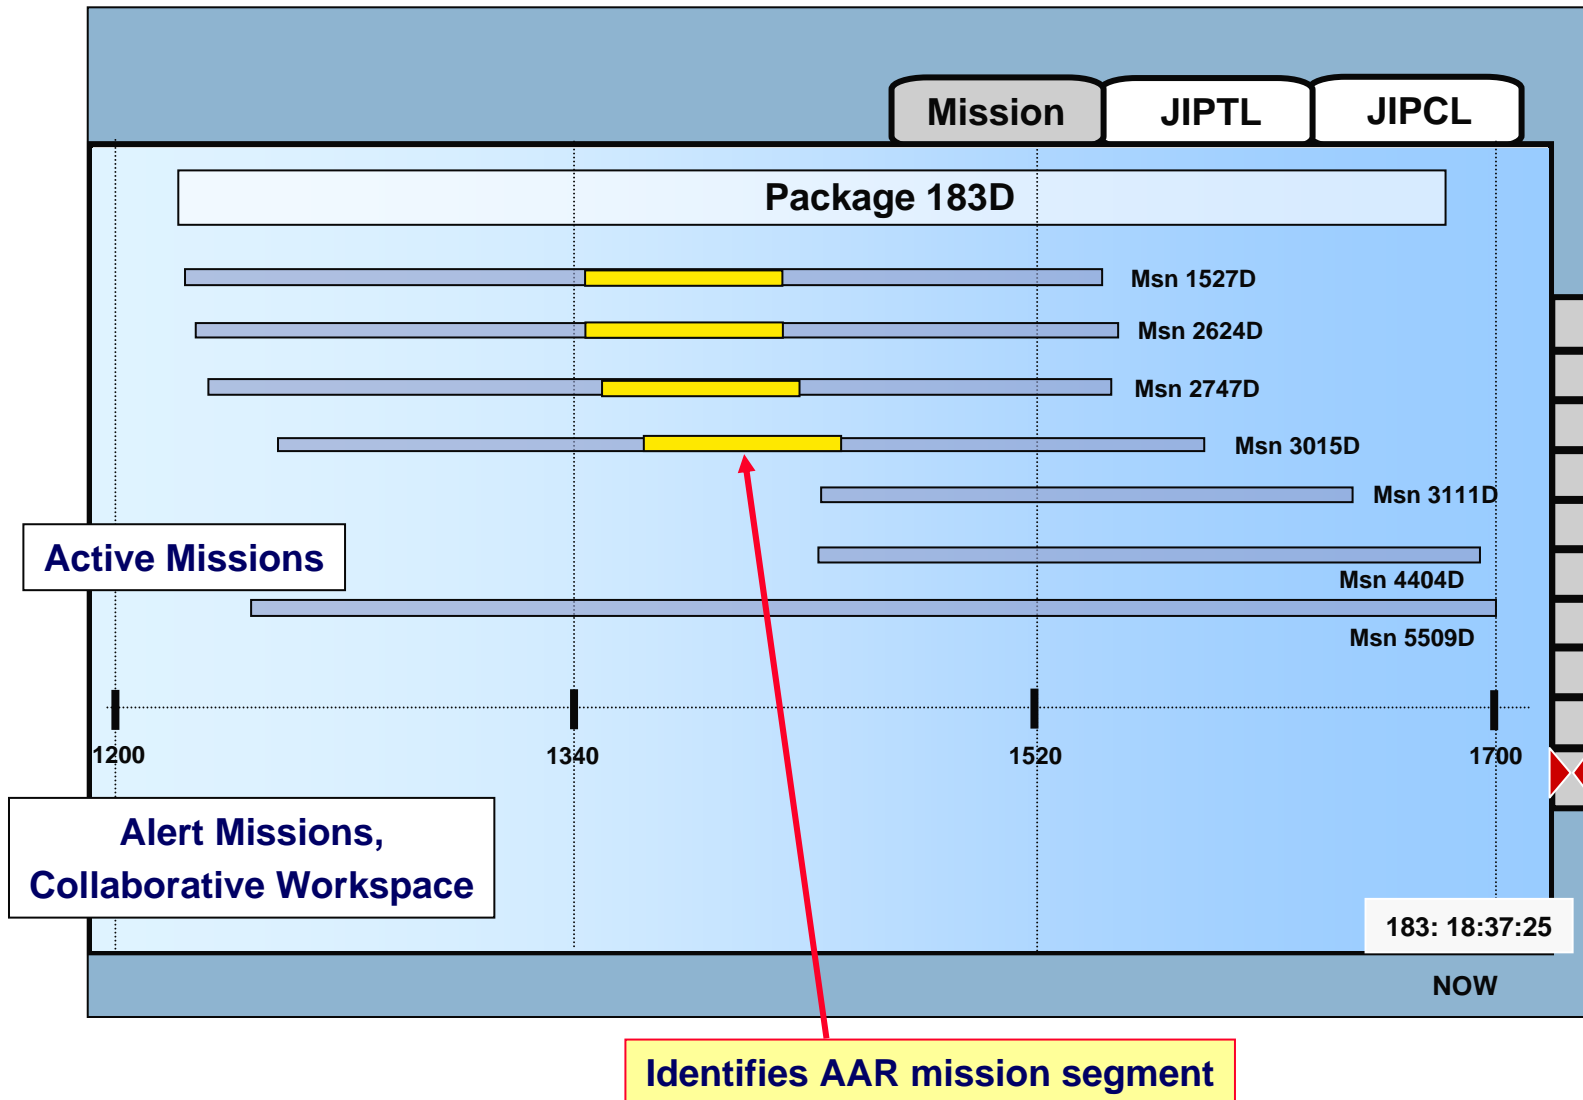 Mission
JIPTL
JIPCL
Package 183D
Msn 1527D
Msn 2624D
Msn 2747D
Msn 3015D
Msn 3111D
Active Missions
Msn 4404D
Msn 5509D
1200
1340
1520
1700
Alert Missions,
Collaborative Workspace
183: 18:37:25
NOW
Identifies AAR mission segment